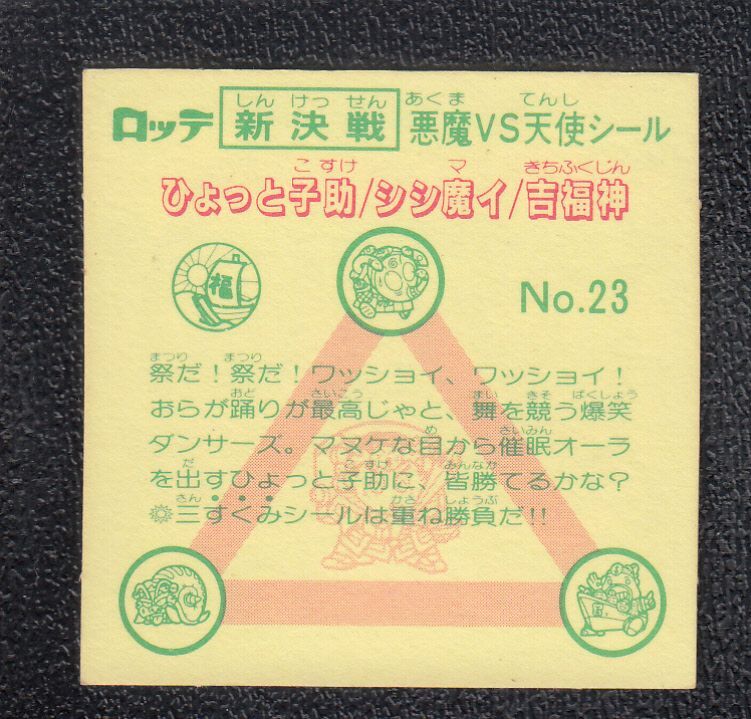 しん けっ せん あくま てんし
ロッテ 新決戦 悪魔VS天使シール
こすけ マ きちふくじん
ひょっと子助/シシ魔イ/吉福神
福
No.23
まつり まつり
祭だ!祭だ!ワッショイ、ワッショイ!
おど さいこう まい きそ ばくしょう
おらが踊りが最高じゃと、舞を競う爆笑
め さいみん
ダンサーズ。マヌケな目から催眠オーラ
だ こすけ みんなか
を出すひょっと子助に、皆勝てるかな?
さん かさ しょうぶ
三すくみシールは重ね勝負だ!!